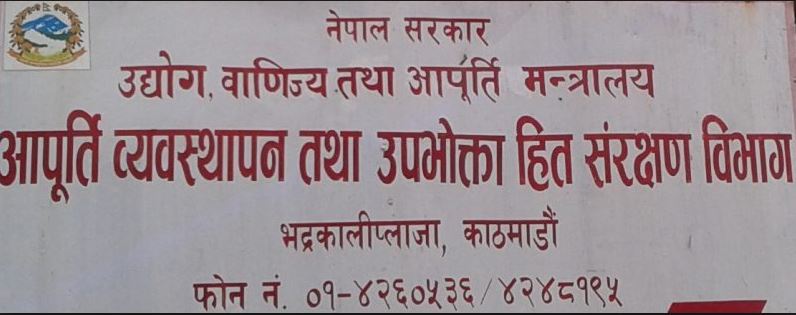 नेपाल सरकार
उद्योग, वाणिज्य तथा आपूर्ति मन्त्रालय
आपूर्ति व्यवस्थापन तथा उपभोक्ता हित संरक्षण विभाग
भद्रकालीप्लाजा, काठमाडौं
फोन नं. ०१-४२६०५३६/४२४८१९५